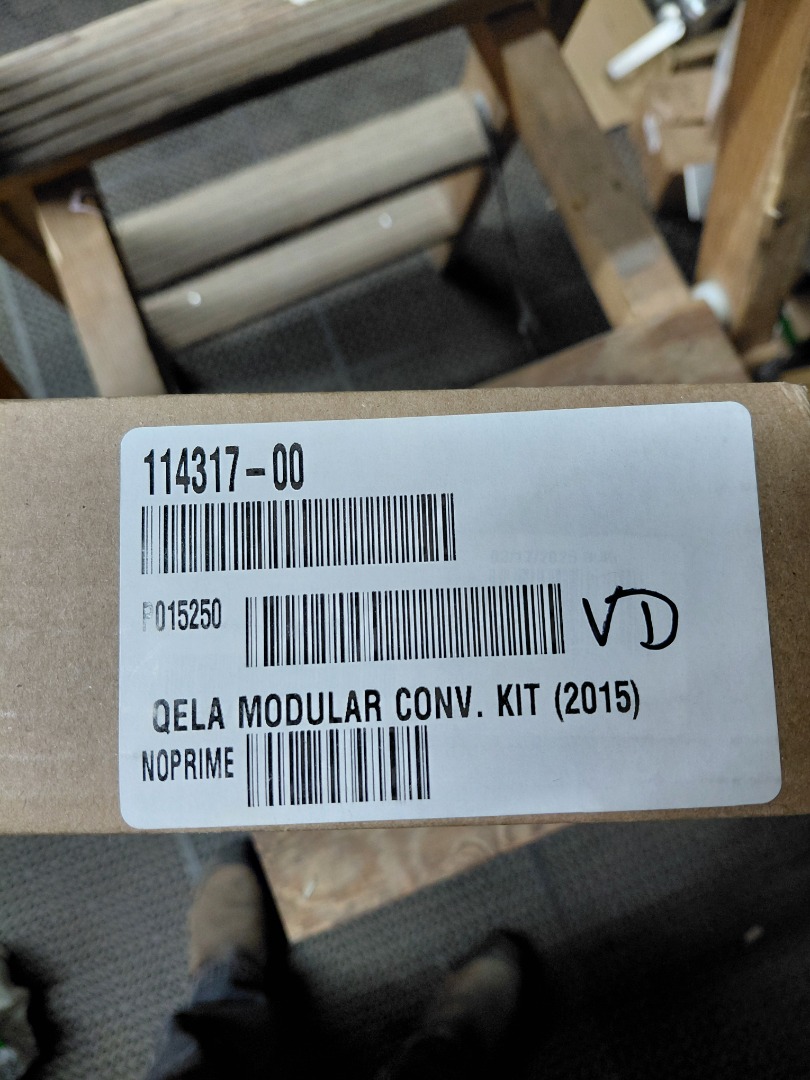 114317-00
P015250
VD
QELA MODULAR CONV. KIT (2015)
NOPRIME